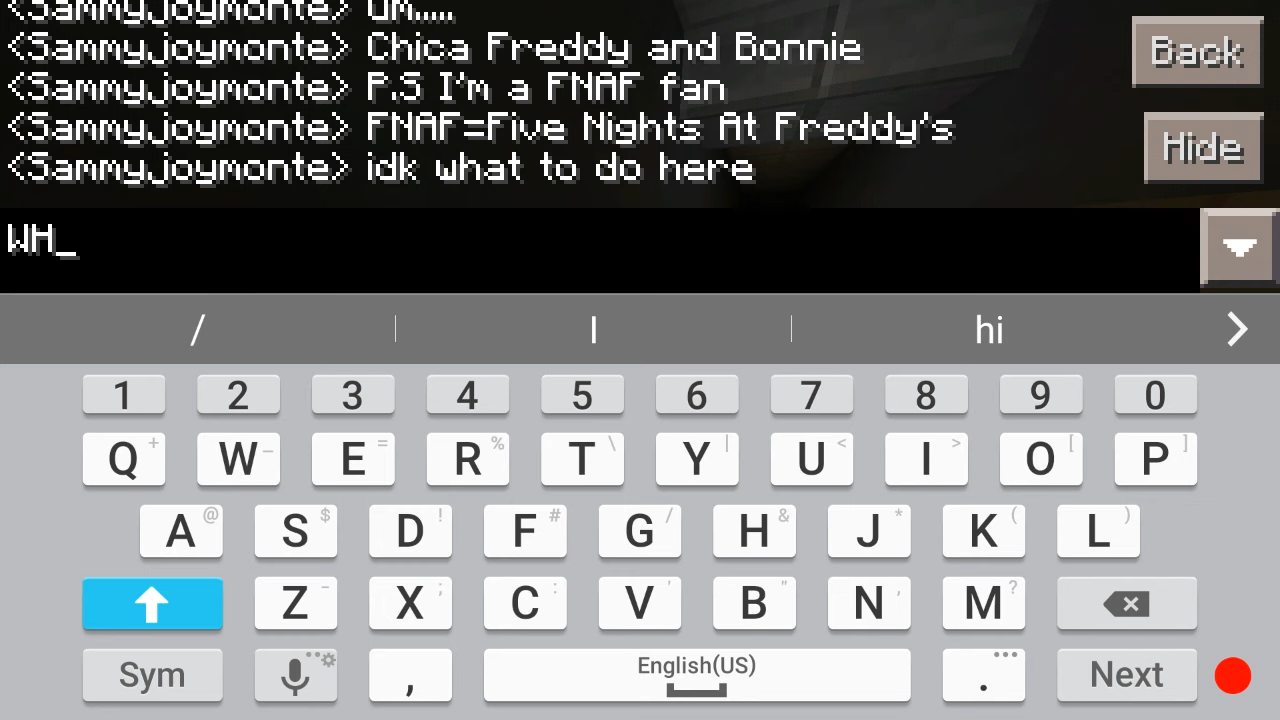 <Sammyjoymonte> um.....
<Sammyjoymonte> Chica Freddy and Bonnie
<Sammyjoymonte> P.S I'm a FNAF fan
<Sammyjoymonte> FNAF=Five Nights At Freddy's
<Sammyjoymonte> idk what to do here
Back
Hide
WH_
/ I hi
1 2 3 4 5 6 7 8 9 0
Q + W - E = R % T \ Y | U < I > O [ P ]
A @ S $ D ! F # G / H & J * K ( L )
Z - X ; C : V ' B " N , M ?
Sym , English(US) . Next